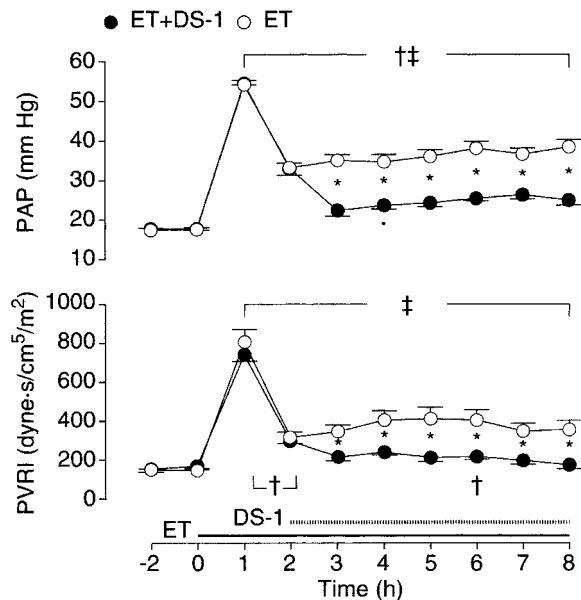 ● ET+DS-1 ○ ET
†‡
PAP (mm Hg)
60
50
40
30
20
10
* * * * * *
‡
PVRI (dyne·s/cm⁵/m²)
1000
800
600
400
200
0
* * * * * *
† †
DS-1
ET
-2 0 1 2 3 4 5 6 7 8
Time (h)